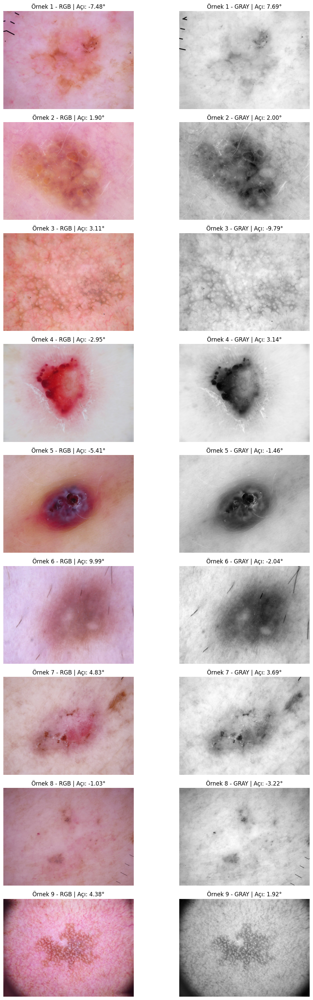 Örnek 1 - RGB | Açı: -7.48°
Örnek 1 - GRAY | Açı: 7.69°
Örnek 2 - RGB | Açı: 1.90°
Örnek 2 - GRAY | Açı: 2.00°
Örnek 3 - RGB | Açı: 3.11°
Örnek 3 - GRAY | Açı: -9.79°
Örnek 4 - RGB | Açı: -2.95°
Örnek 4 - GRAY | Açı: 3.14°
Örnek 5 - RGB | Açı: -5.41°
Örnek 5 - GRAY | Açı: -1.46°
Örnek 6 - RGB | Açı: 9.99°
Örnek 6 - GRAY | Açı: -2.04°
Örnek 7 - RGB | Açı: 4.83°
Örnek 7 - GRAY | Açı: 3.69°
Örnek 8 - RGB | Açı: -1.03°
Örnek 8 - GRAY | Açı: -3.22°
Örnek 9 - RGB | Açı: 4.38°
Örnek 9 - GRAY | Açı: 1.92°